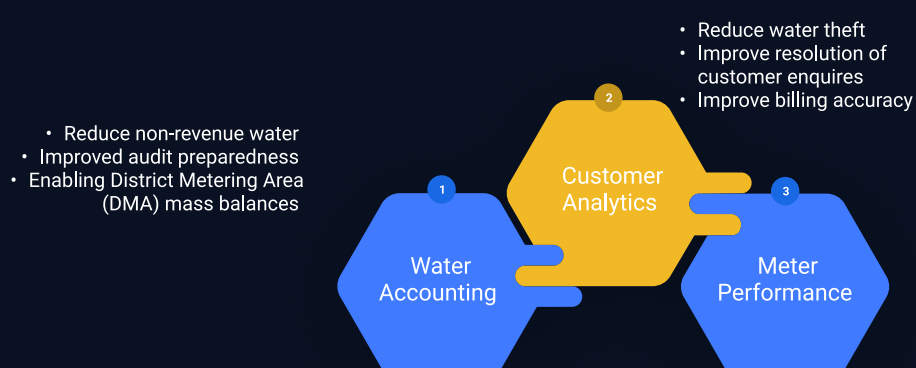 • Reduce water theft
• Improve resolution of
customer enquires
• Improve billing accuracy
• Reduce non-revenue water
• Improved audit preparedness
• Enabling District Metering Area
(DMA) mass balances
1
Water
Accounting
2
Customer
Analytics
3
Meter
Performance